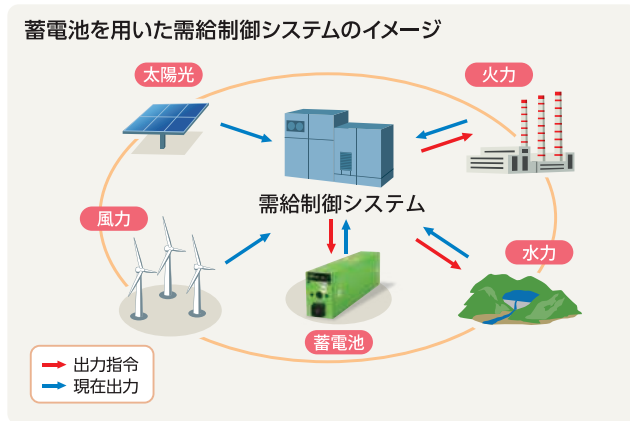 蓄電池を用いた需給制御システムのイメージ
太陽光
火力
需給制御システム
風力
水力
蓄電池
出力指令
現在出力